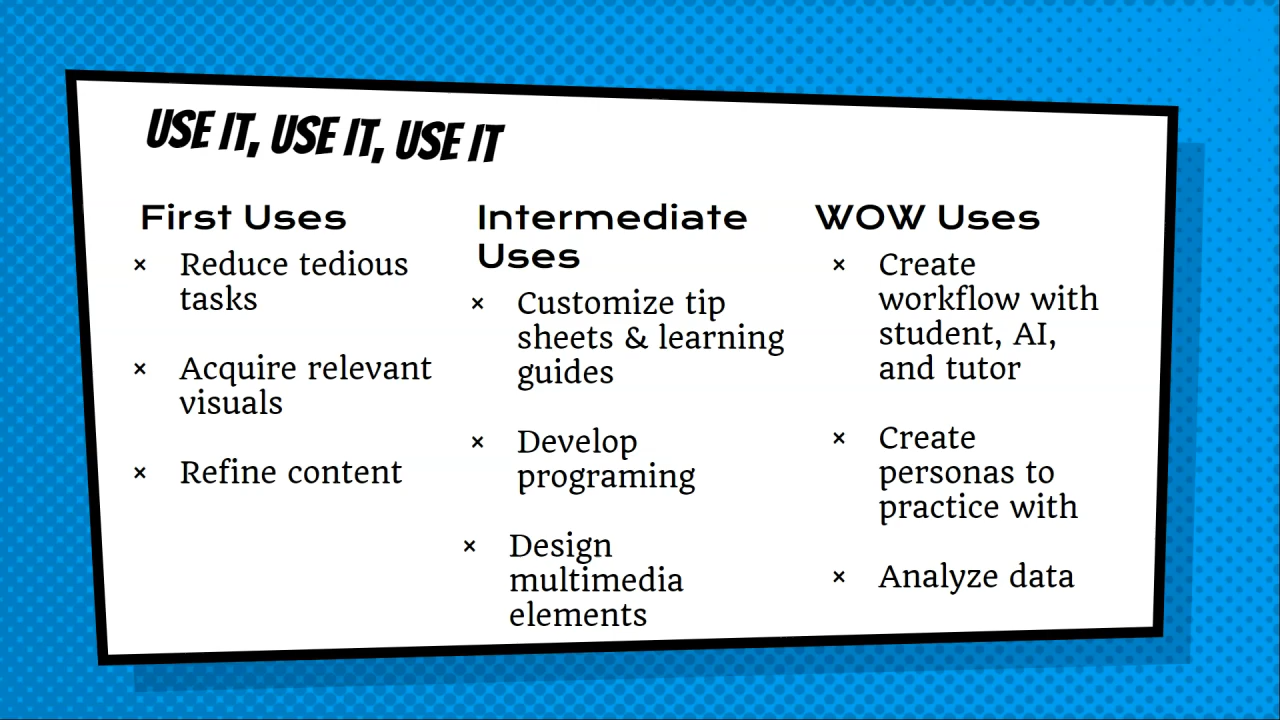 USE IT, USE IT, USE IT
First Uses
× Reduce tedious
tasks
× Acquire relevant
visuals
× Refine content
Intermediate
Uses
× Customize tip
sheets & learning
guides
× Develop
programing
× Design
multimedia
elements
WOW Uses
× Create
workflow with
student, AI,
and tutor
× Create
personas to
practice with
× Analyze data